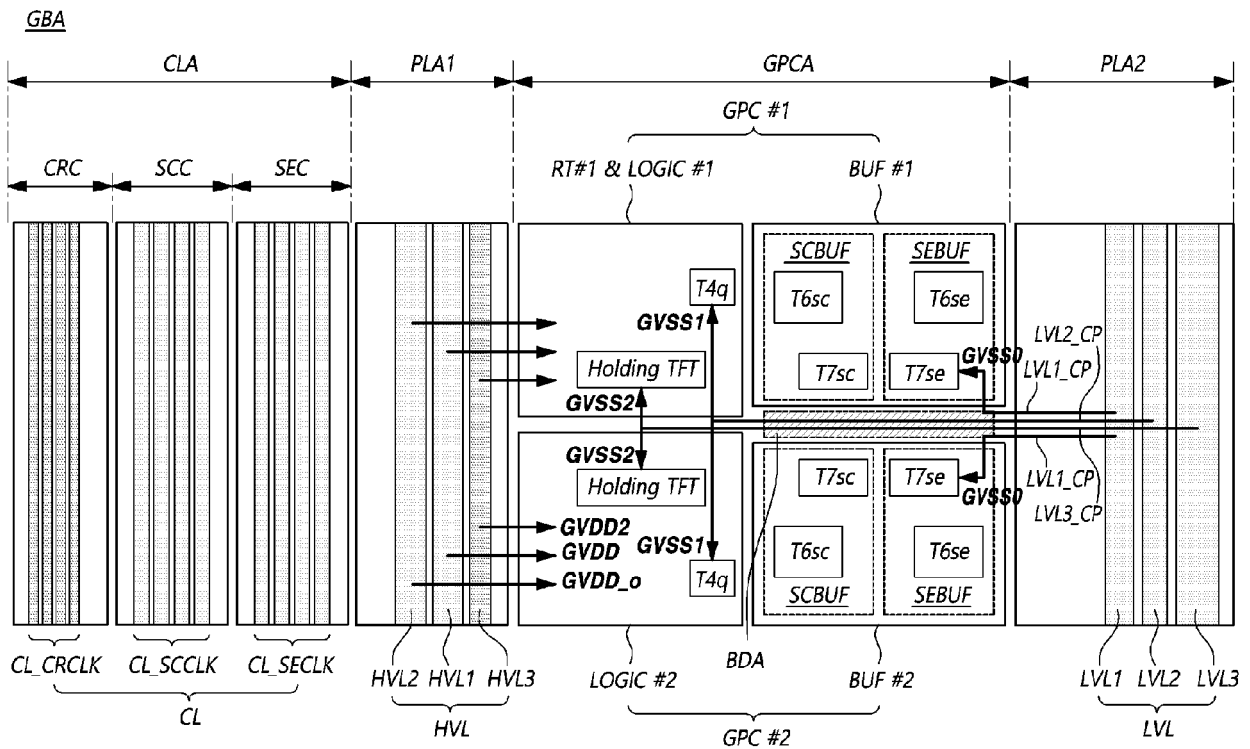 GBA
CLA PLA1 GPCA PLA2
GPC #1
CRC SCC SEC RT#1 & LOGIC #1 BUF #1
SCBUF SEBUF
T4q T6sc T6se
GVSS1 LVL2_CP
GVSS0 LVL1_CP
Holding TFT T7sc T7se
GVSS2
GVSS2
Holding TFT T7sc T7se LVL1_CP
GVSS0 LVL3_CP
GVDD2
GVDD GVSS1 T6sc T6se
GVDD_o T4q SCBUF SEBUF
CL_CRCLK CL_SCCLK CL_SECLK HVL2 HVL1 HVL3 LOGIC #2 BDA BUF #2 LVL1 LVL2 LVL3
CL HVL GPC #2 LVL